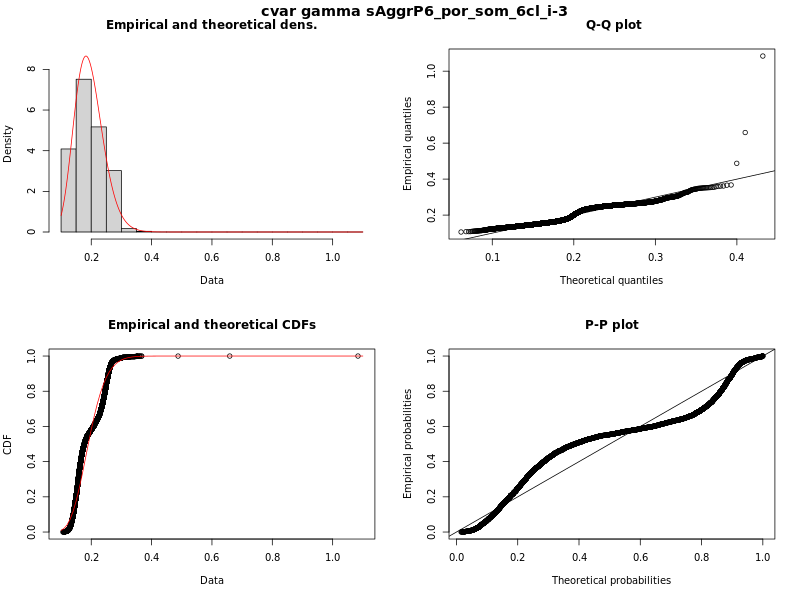 cvar gamma sAggrP6_por_som_6cl_i-3
Empirical and theoretical dens.
Density
0 2 4 6 8
0.2 0.4 0.6 0.8 1.0
Data
Q-Q plot
Empirical quantiles
0.2 0.4 0.6 0.8 1.0
0.1 0.2 0.3 0.4
Theoretical quantiles
Empirical and theoretical CDFs
CDF
0.0 0.2 0.4 0.6 0.8 1.0
0.2 0.4 0.6 0.8 1.0
Data
P-P plot
Empirical probabilities
0.0 0.2 0.4 0.6 0.8 1.0
0.0 0.2 0.4 0.6 0.8 1.0
Theoretical probabilities